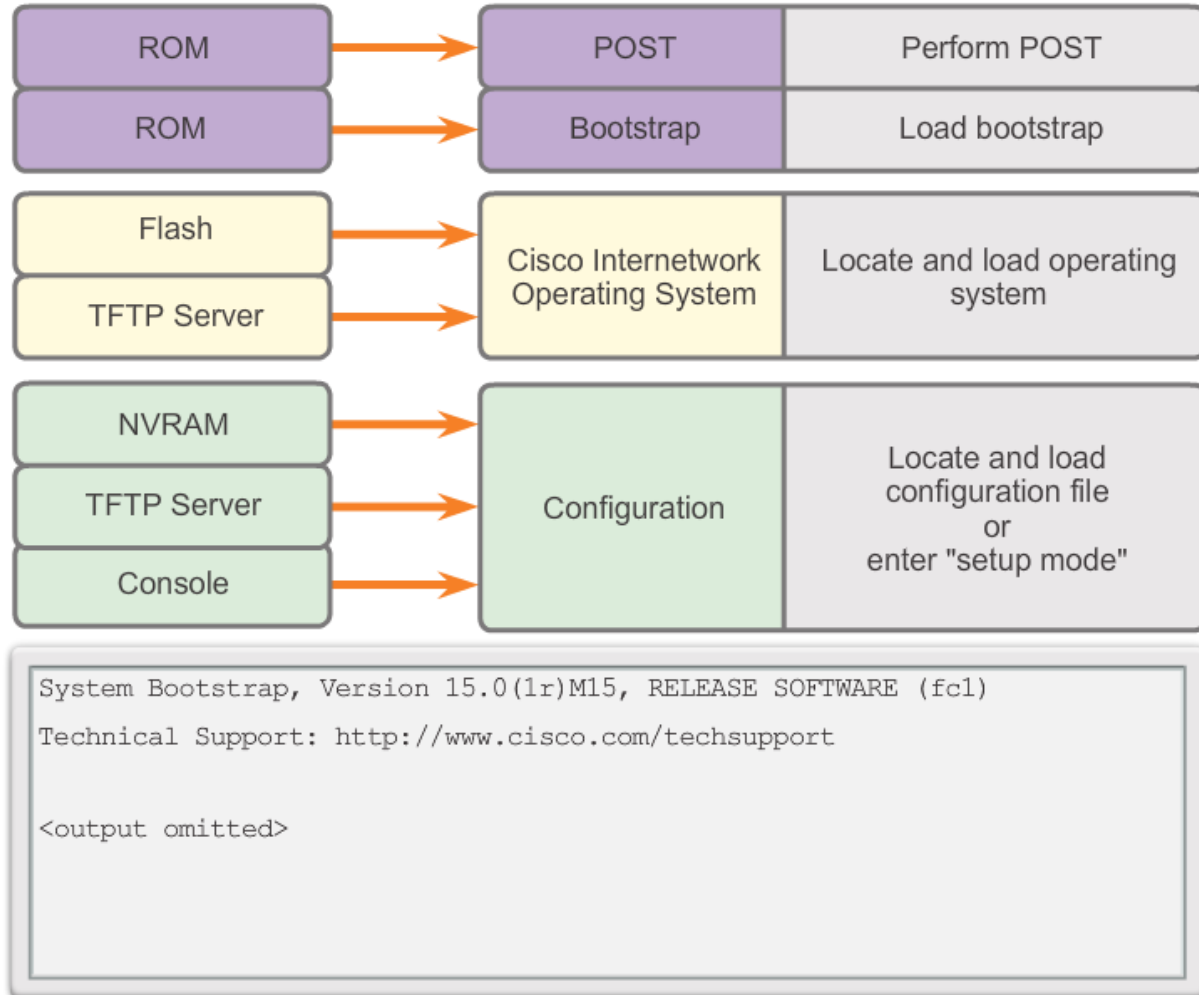 ROM
POST
Perform POST
ROM
Bootstrap
Load bootstrap
Flash
TFTP Server
Cisco Internetwork
Operating System
Locate and load operating
system
NVRAM
TFTP Server
Console
Configuration
Locate and load
configuration file
or
enter "setup mode"
System Bootstrap, Version 15.0(1r)M15, RELEASE SOFTWARE (fc1)
Technical Support: http://www.cisco.com/techsupport
<output omitted>